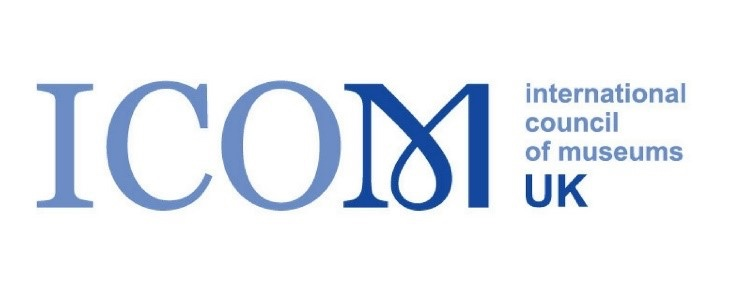 ICOM
international
council
of museums
UK